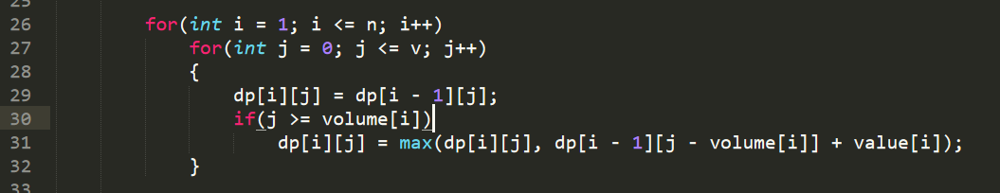 25
26 for(int i = 1; i <= n; i++)
27 for(int j = 0; j <= v; j++)
28 {
29 dp[i][j] = dp[i - 1][j];
30 if(j >= volume[i])
31 dp[i][j] = max(dp[i][j], dp[i - 1][j - volume[i]] + value[i]);
32 }
33